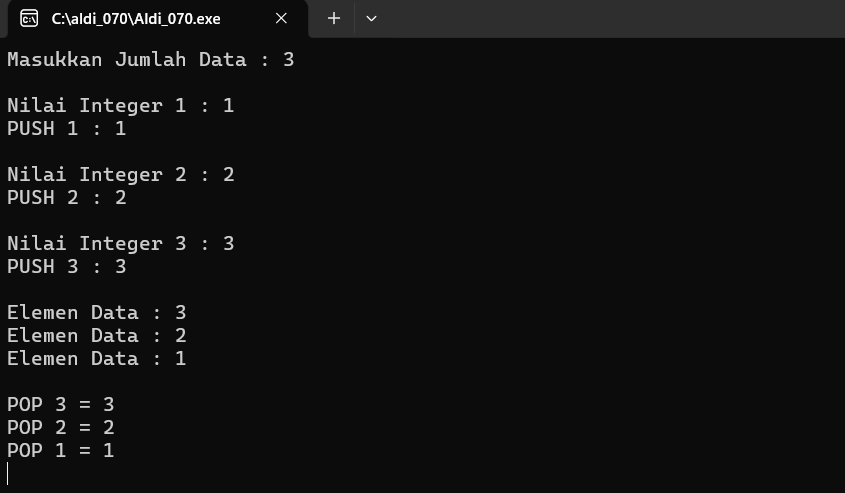 C:\aldi_070\Aldi_070.exe
Masukkan Jumlah Data : 3
Nilai Integer 1 : 1
PUSH 1 : 1
Nilai Integer 2 : 2
PUSH 2 : 2
Nilai Integer 3 : 3
PUSH 3 : 3
Elemen Data : 3
Elemen Data : 2
Elemen Data : 1
POP 3 = 3
POP 2 = 2
POP 1 = 1